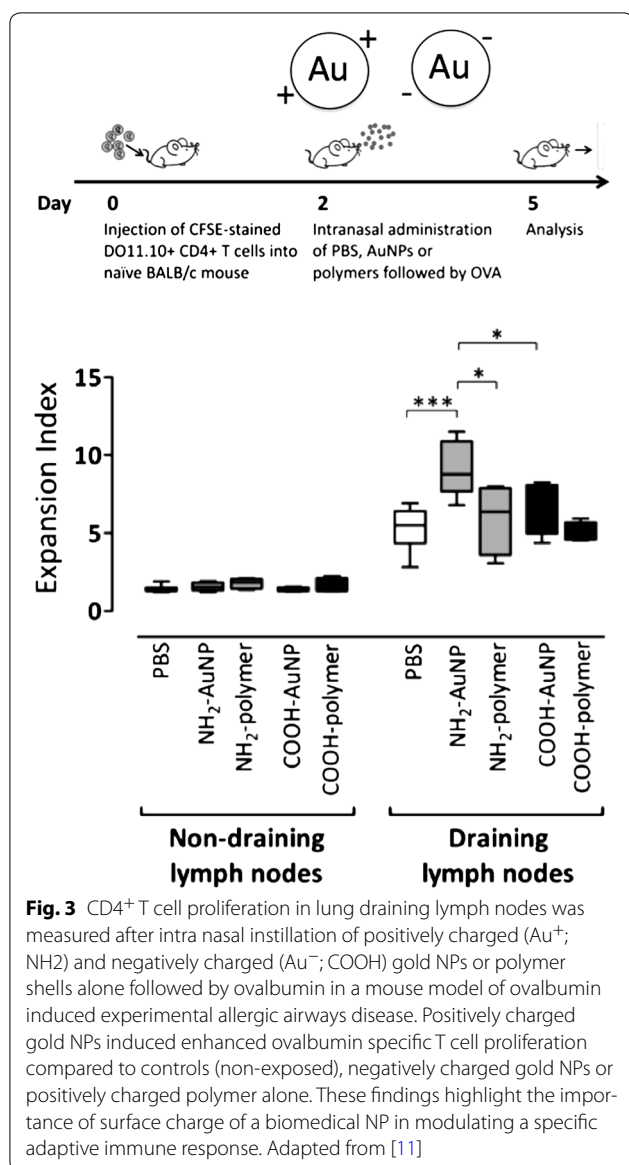 +
Au
+
-
Au
-
Day 0 2 5
Injection of CFSE-stained
DO11.10+ CD4+ T cells into
naïve BALB/c mouse
Intranasal administration
of PBS, AuNPs or
polymers followed by OVA
Analysis
*
*
***
Expansion Index
15
10
5
0
PBS
NH₂-AuNP
NH₂-polymer
COOH-AuNP
COOH-polymer
PBS
NH₂-AuNP
NH₂-polymer
COOH-AuNP
COOH-polymer
Non-draining
lymph nodes
Draining
lymph nodes
Fig. 3 CD4⁺ T cell proliferation in lung draining lymph nodes was
measured after intra nasal instillation of positively charged (Au⁺;
NH2) and negatively charged (Au⁻; COOH) gold NPs or polymer
shells alone followed by ovalbumin in a mouse model of ovalbumin
induced experimental allergic airways disease. Positively charged
gold NPs induced enhanced ovalbumin specific T cell proliferation
compared to controls (non-exposed), negatively charged gold NPs or
positively charged polymer alone. These findings highlight the impor-
tance of surface charge of a biomedical NP in modulating a specific
adaptive immune response. Adapted from [11]